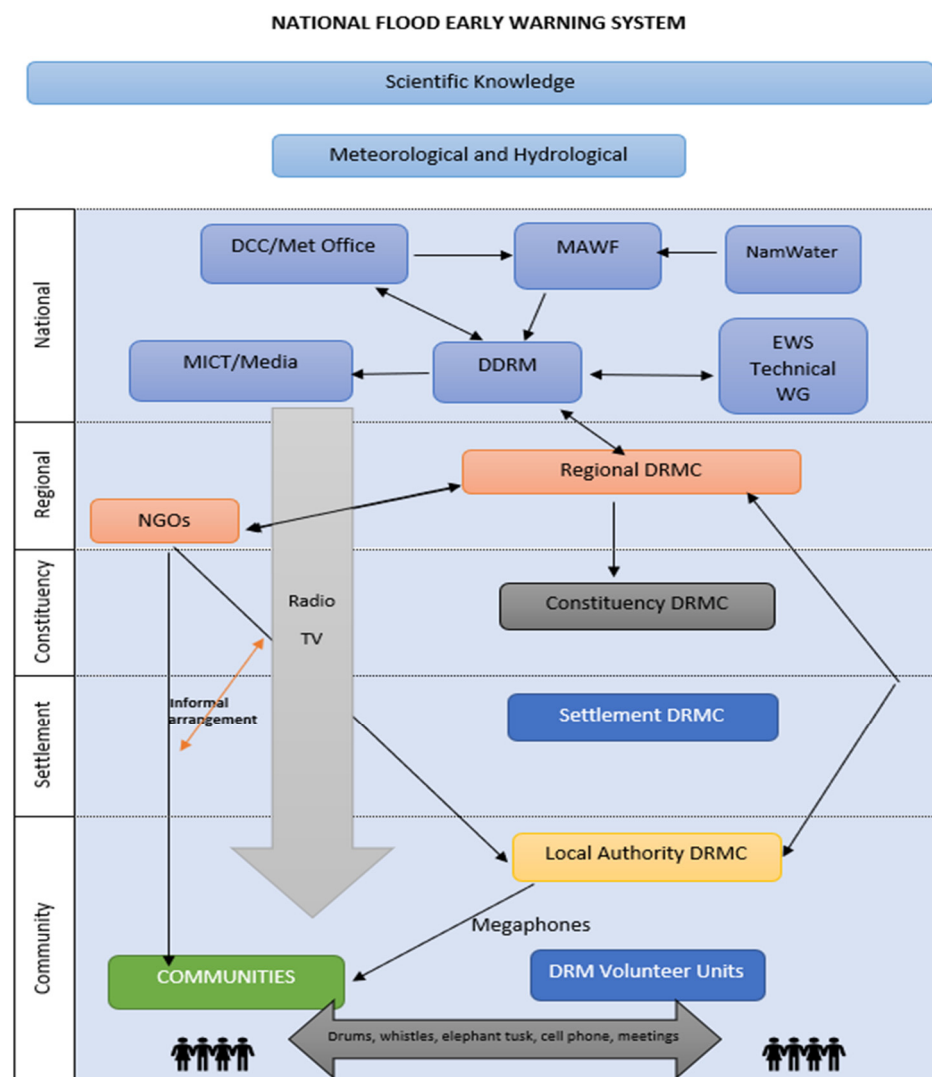 NATIONAL FLOOD EARLY WARNING SYSTEM
Scientific Knowledge
Meteorological and Hydrological
National
DCC/Met Office
MAWF
NamWater
MICT/Media
DDRM
EWS
Technical
WG
Regional
Regional DRMC
NGOs
Constituency
Radio
TV
Constituency DRMC
Settlement
Informal
arrangement
Settlement DRMC
Community
Local Authority DRMC
Megaphones
COMMUNITIES
DRM Volunteer Units
Drums, whistles, elephant tusk, cell phone, meetings